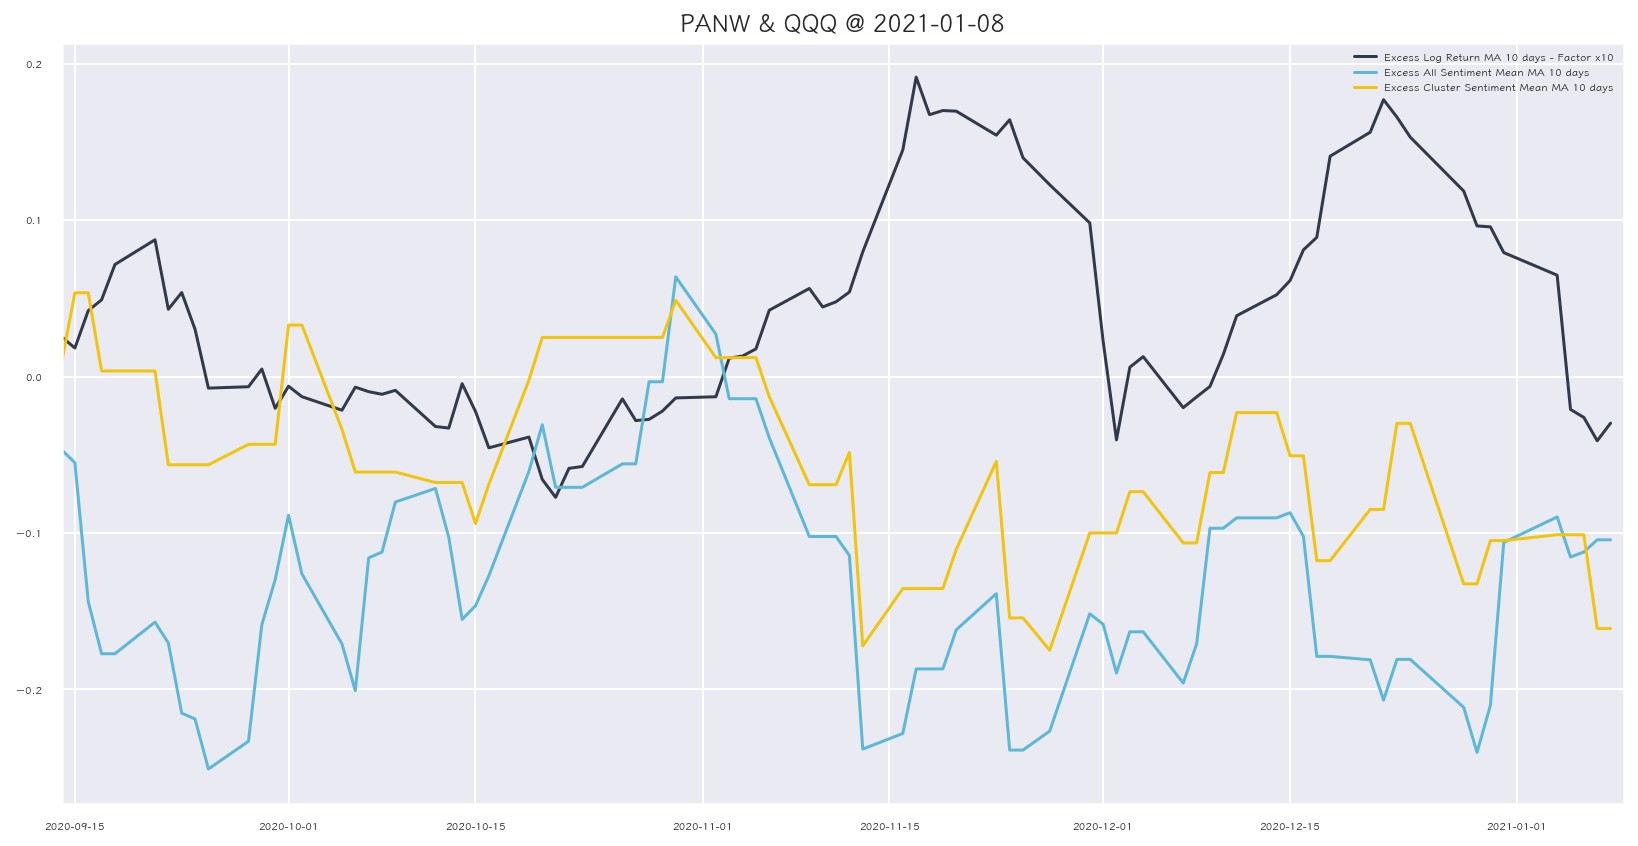 PANW & QQQ @ 2021-01-08
Excess Log Return MA 10 days - Factor x10
Excess All Sentiment Mean MA 10 days
Excess Cluster Sentiment Mean MA 10 days
0.2
0.1
0.0
−0.1
−0.2
2020-09-15 2020-10-01 2020-10-15 2020-11-01 2020-11-15 2020-12-01 2020-12-15 2021-01-01